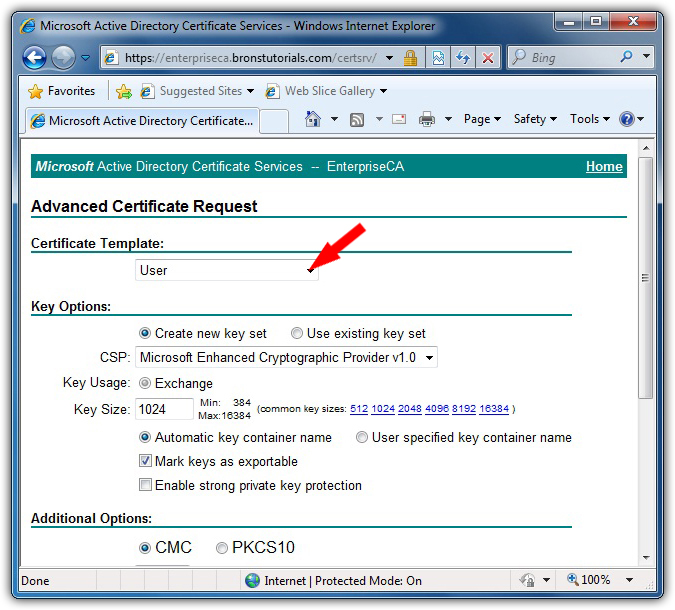 Microsoft Active Directory Certificate Services - Windows Internet Explorer
https://enterpriseca.bronstutorials.com/certsrv/
Bing
Favorites Suggested Sites Web Slice Gallery
Microsoft Active Directory Certificate... Page Safety Tools
Microsoft Active Directory Certificate Services -- EnterpriseCA Home
Advanced Certificate Request
Certificate Template:
User
Key Options:
Create new key set Use existing key set
CSP: Microsoft Enhanced Cryptographic Provider v1.0
Key Usage: Exchange
Key Size: 1024 Min: 384 Max:16384 (common key sizes: 512 1024 2048 4096 8192 16384 )
Automatic key container name User specified key container name
Mark keys as exportable
Enable strong private key protection
Additional Options:
CMC PKCS10
Done Internet | Protected Mode: On 100%